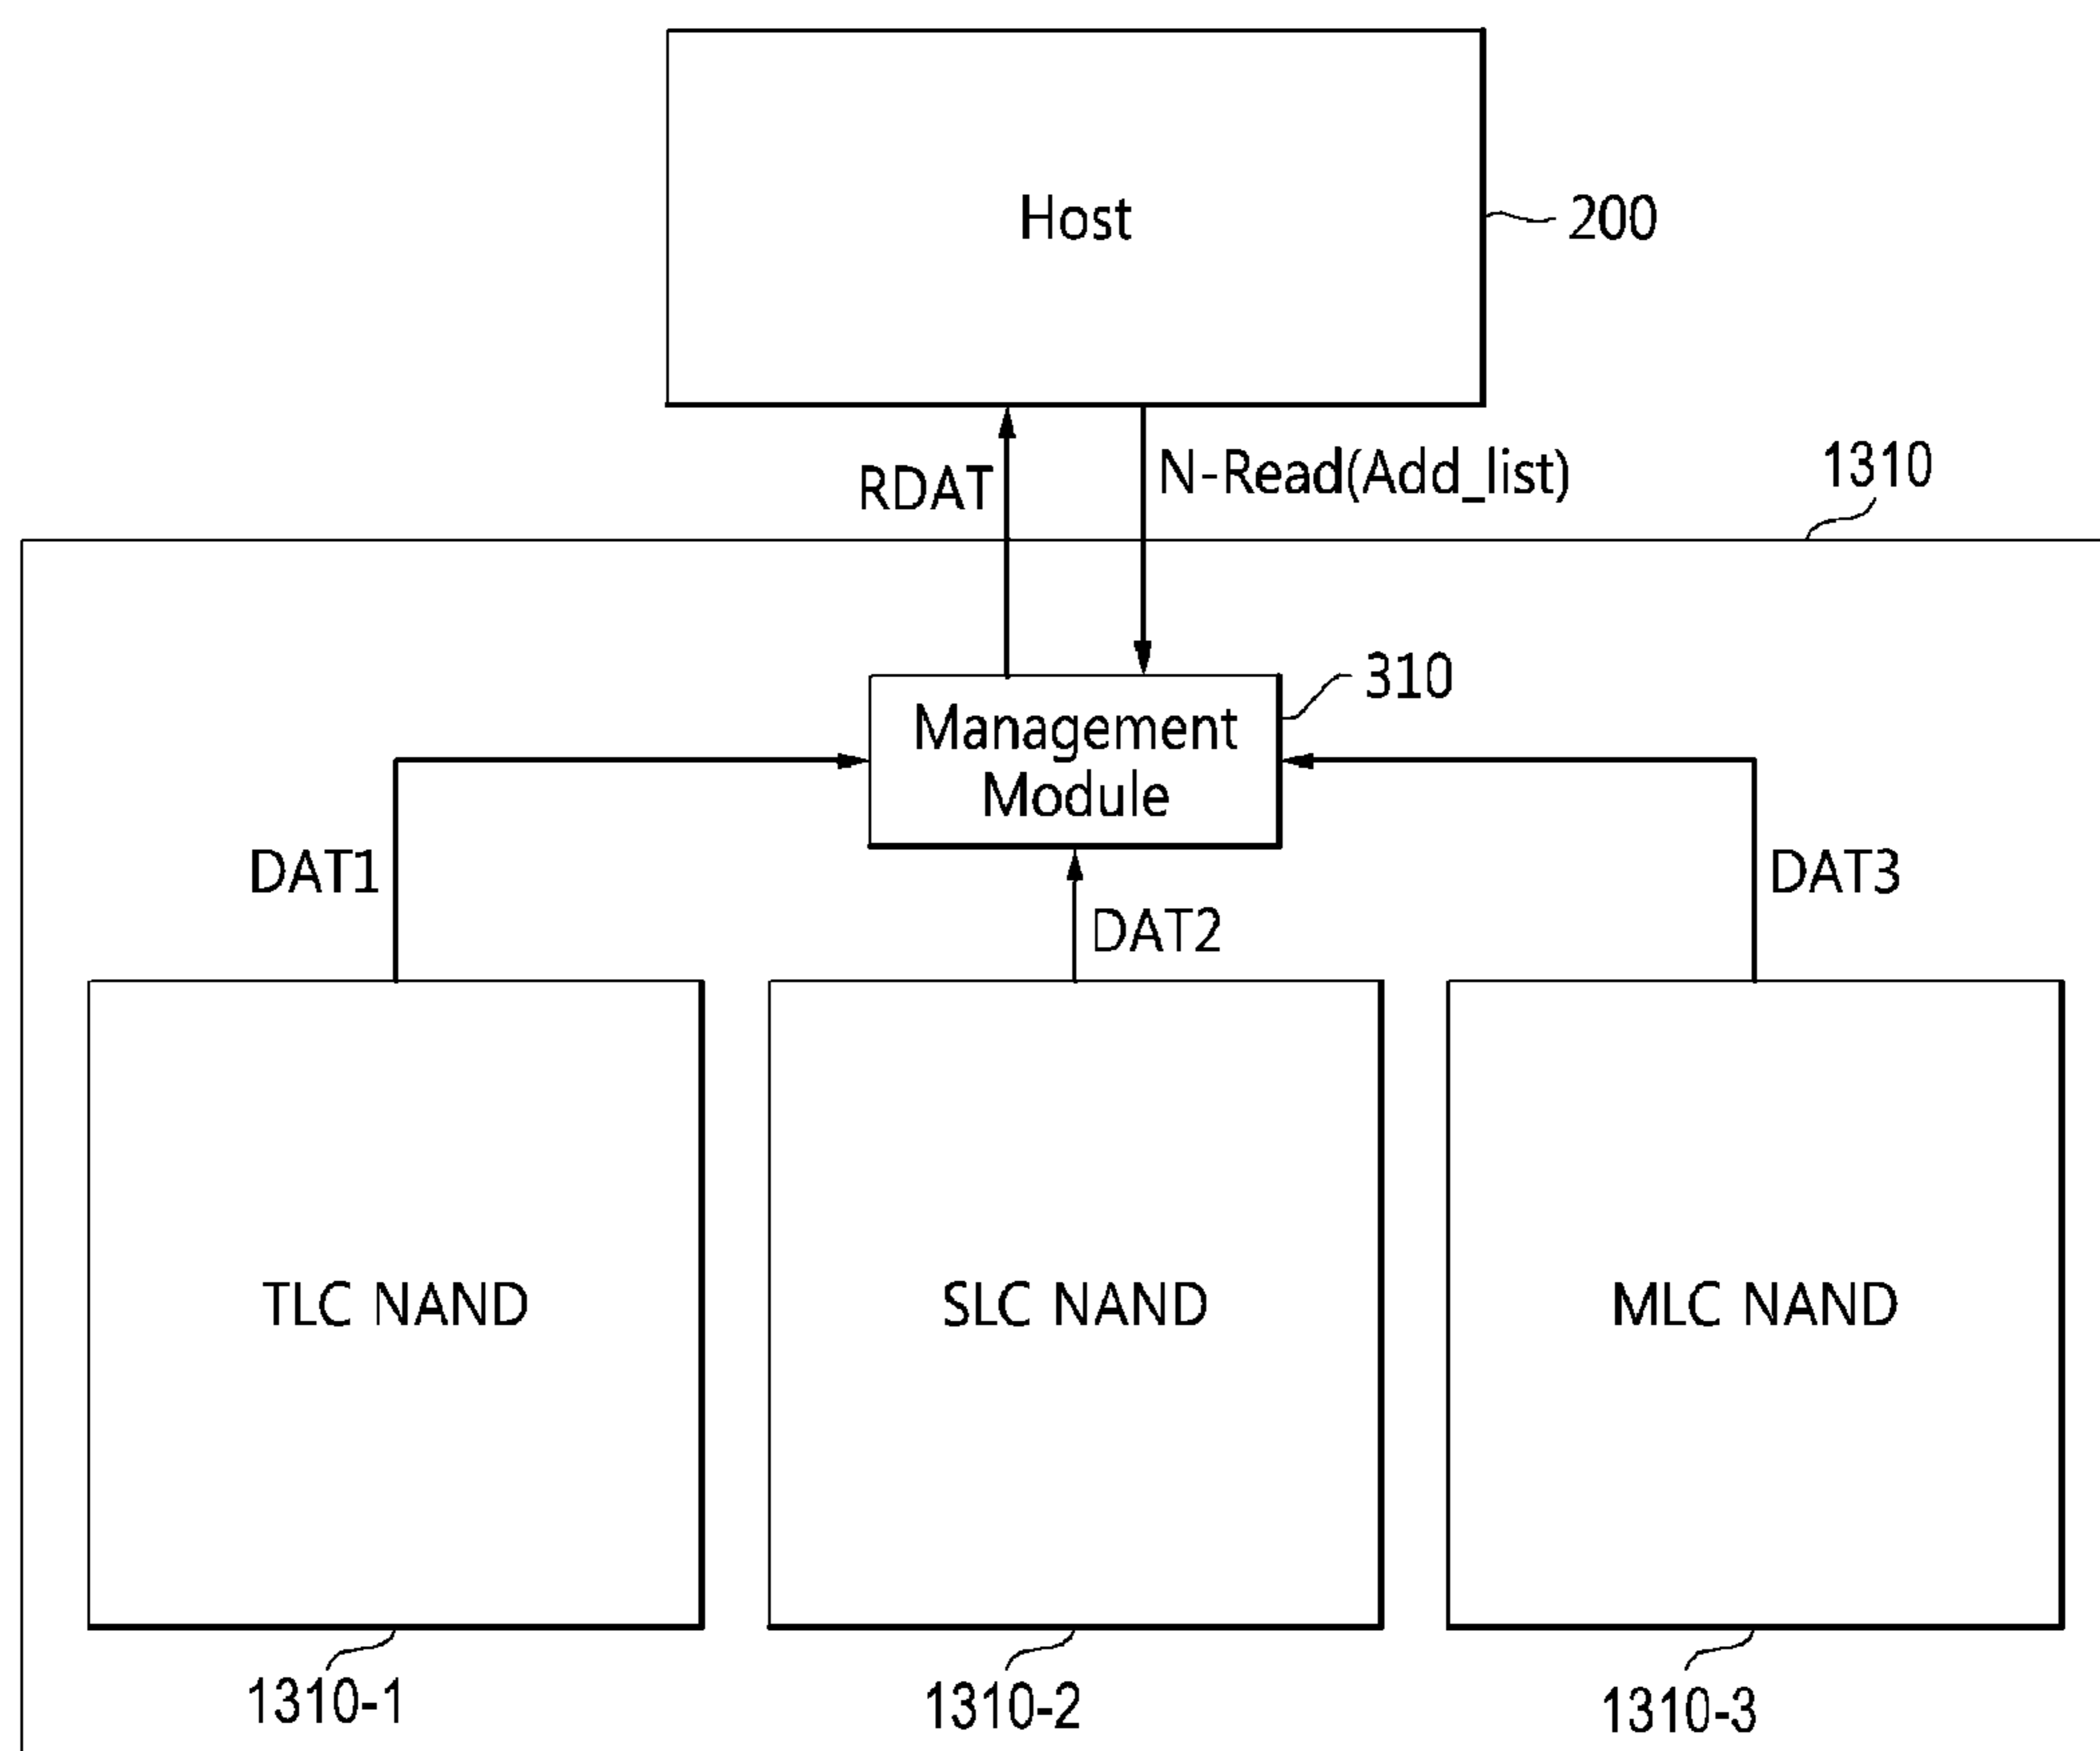 Host
200
RDAT
N-Read(Add_list)
1310
310
Management
Module
DAT1
DAT2
DAT3
TLC NAND
SLC NAND
MLC NAND
1310-1
1310-2
1310-3